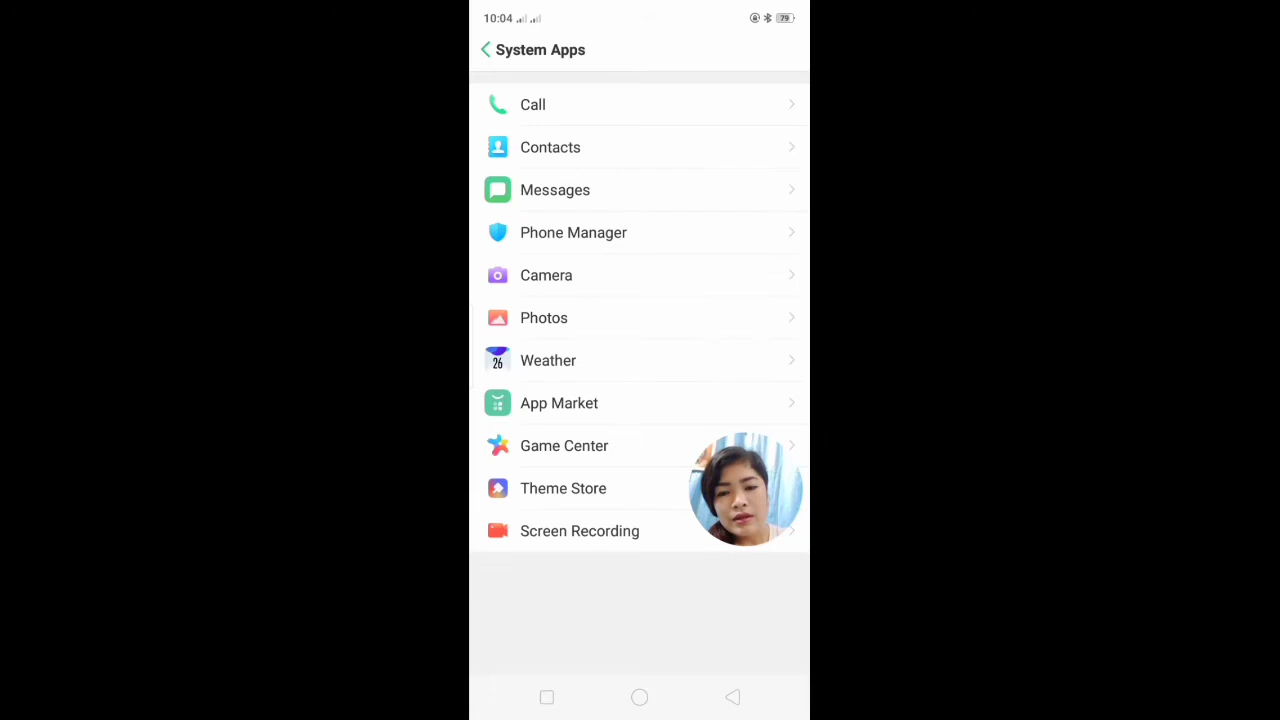 10:04 79
System Apps
Call
Contacts
Messages
Phone Manager
Camera
Photos
26 Weather
App Market
Game Center
Theme Store
Screen Recording